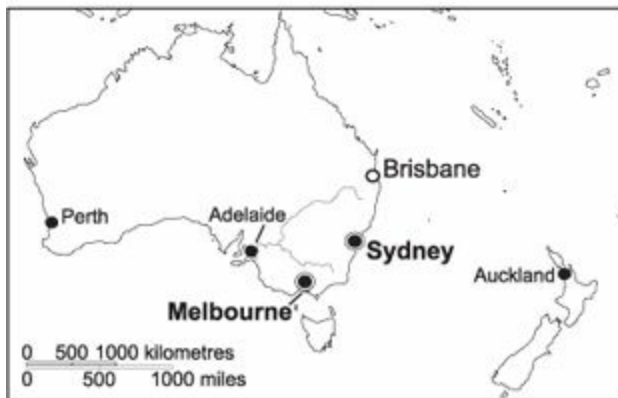 Brisbane
Perth
Adelaide
Sydney
Auckland
Melbourne
0 500 1000 kilometres
0 500 1000 miles